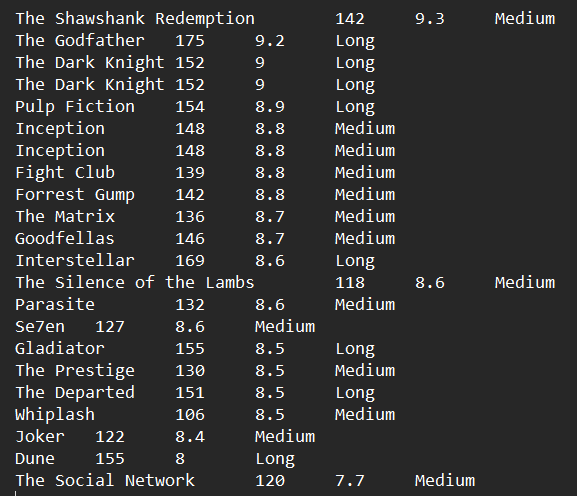 The Shawshank Redemption 142 9.3 Medium
The Godfather 175 9.2 Long
The Dark Knight 152 9 Long
The Dark Knight 152 9 Long
Pulp Fiction 154 8.9 Long
Inception 148 8.8 Medium
Inception 148 8.8 Medium
Fight Club 139 8.8 Medium
Forrest Gump 142 8.8 Medium
The Matrix 136 8.7 Medium
Goodfellas 146 8.7 Medium
Interstellar 169 8.6 Long
The Silence of the Lambs 118 8.6 Medium
Parasite 132 8.6 Medium
Se7en 127 8.6 Medium
Gladiator 155 8.5 Long
The Prestige 130 8.5 Medium
The Departed 151 8.5 Long
Whiplash 106 8.5 Medium
Joker 122 8.4 Medium
Dune 155 8 Long
The Social Network 120 7.7 Medium